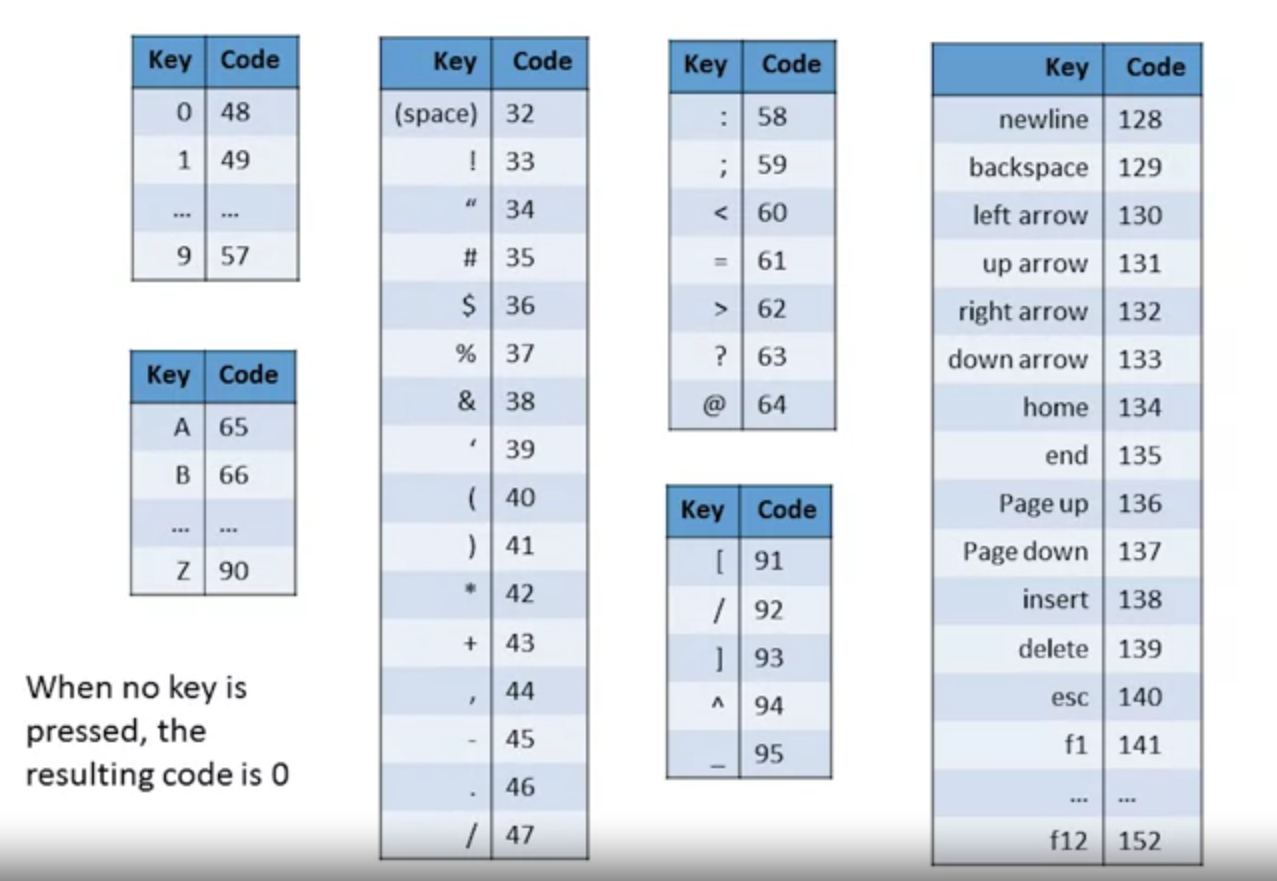 Key Code
0 48
1 49
... ...
9 57
Key Code
A 65
B 66
... ...
Z 90
When no key is
pressed, the
resulting code is 0
Key Code
(space) 32
! 33
“ 34
# 35
$ 36
% 37
& 38
‘ 39
( 40
) 41
* 42
+ 43
, 44
- 45
. 46
/ 47
Key Code
: 58
; 59
< 60
= 61
> 62
? 63
@ 64
Key Code
[ 91
/ 92
] 93
^ 94
_ 95
Key Code
newline 128
backspace 129
left arrow 130
up arrow 131
right arrow 132
down arrow 133
home 134
end 135
Page up 136
Page down 137
insert 138
delete 139
esc 140
f1 141
... ...
f12 152